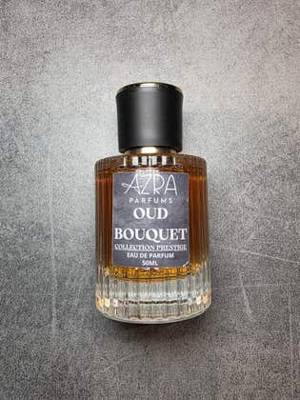 AZRA
PARFUMS
OUD
BOUQUET
COLLECTION PRESTIGE
EAU DE PARFUM
50ML